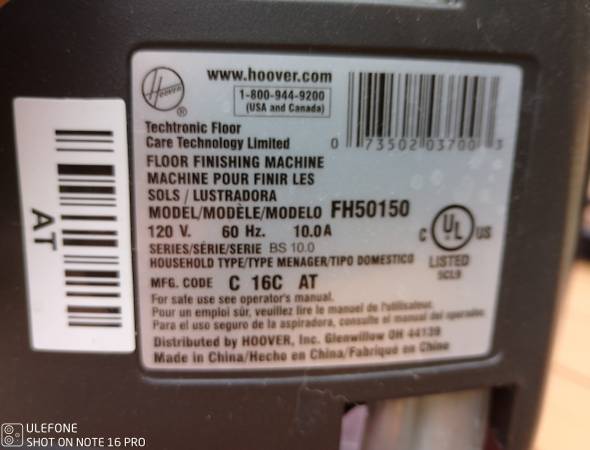 Hoover
®
www.hoover.com
1-800-944-9200
(USA and Canada)
0 73502 03700 3
Techtronic Floor
Care Technology Limited
FLOOR FINISHING MACHINE
MACHINE POUR FINIR LES
SOLS / LUSTRADORA
MODEL/MODÈLE/MODELO FH50150
120 V. 60 Hz. 10.0 A
SERIES/SÉRIE/SERIE BS 10.0
HOUSEHOLD TYPE/TYPE MENAGER/TIPO DOMESTICO
C UL US
LISTED
5CL9
MFG. CODE C 16C AT
For safe use see operator's manual.
Pour un emploi sûr, veuillez lire le manuel de l'utilisateur.
Para el uso seguro de la aspiradora, consulte el manual del operador.
Distributed by HOOVER, Inc. Glenwillow OH 44139
Made in China/Hecho en China/Fabriqué en Chine
AT
ULEFONE
SHOT ON NOTE 16 PRO